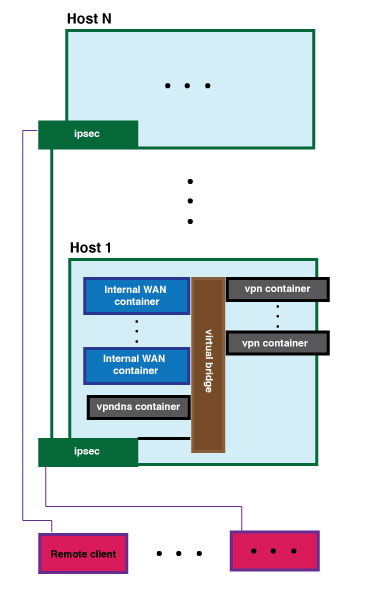 Host N
ipsec
Host 1
Internal WAN
container
vpn container
Internal WAN
container
vpn container
virtual bridge
vpndns container
ipsec
Remote client